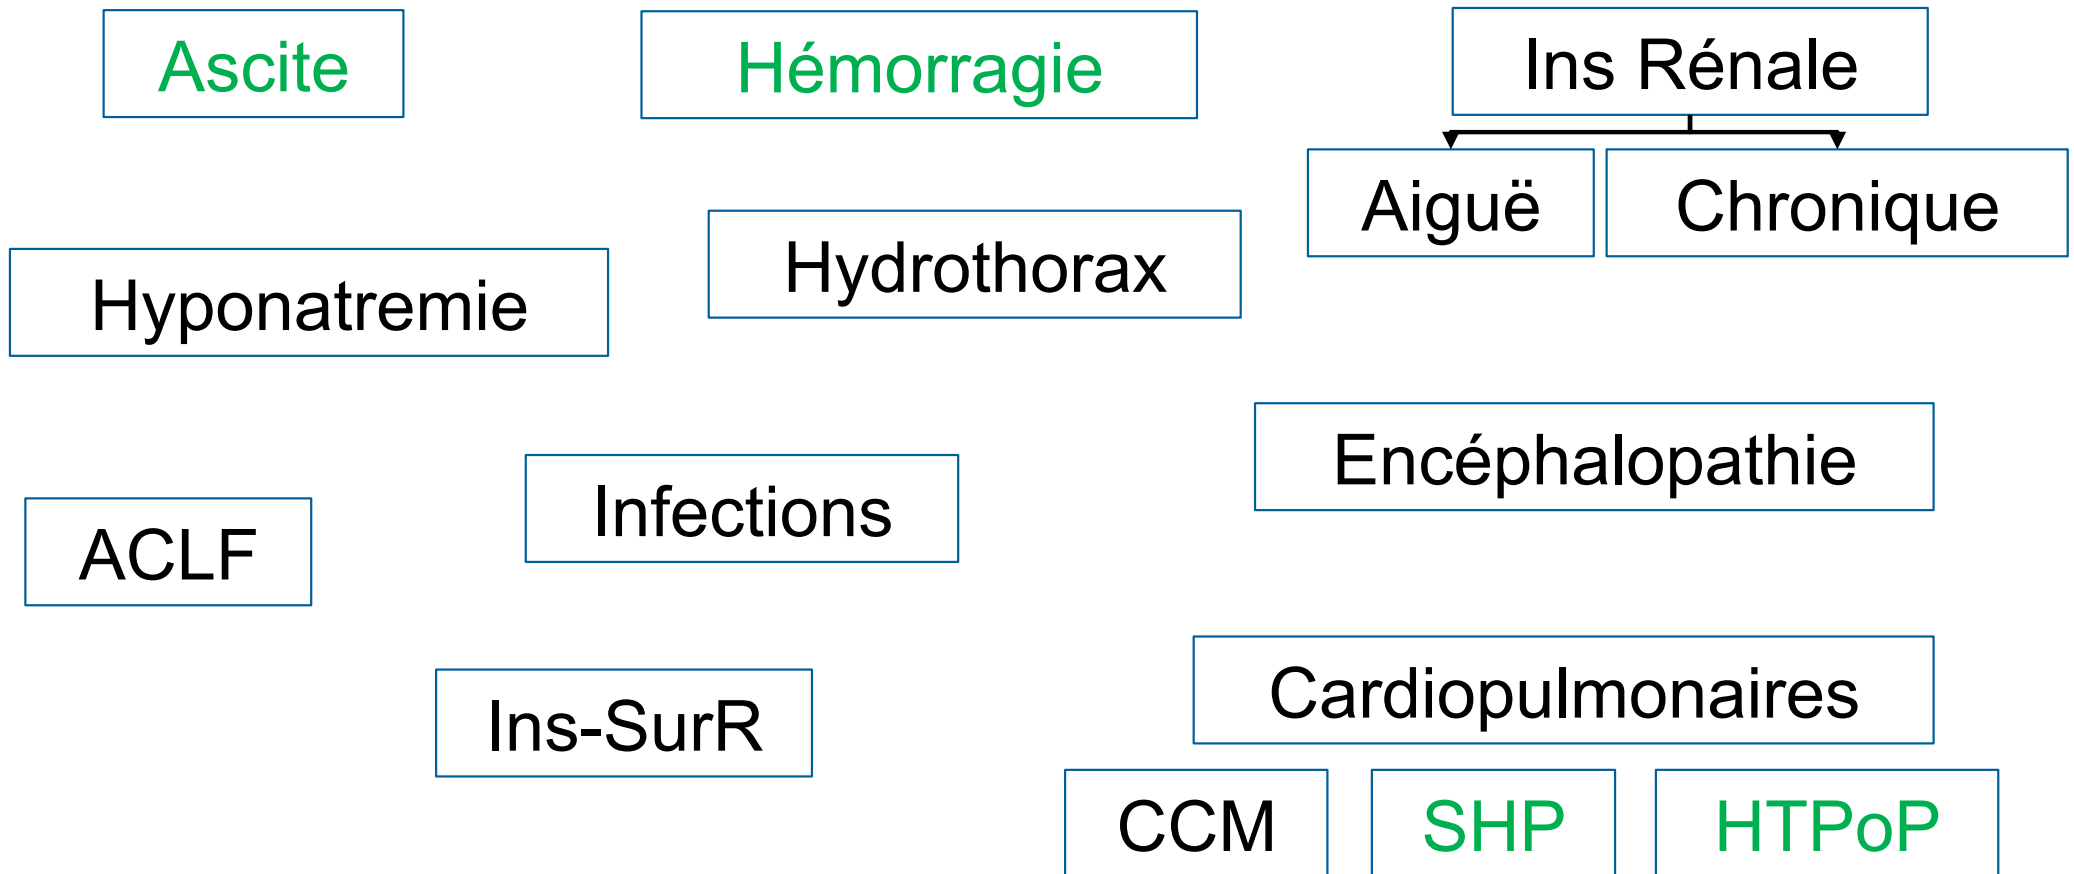 Ascite
Hémorragie
Ins Rénale
Aiguë
Chronique
Hydrothorax
Hyponatremie
Encéphalopathie
Infections
ACLF
Cardiopulmonaires
Ins-SurR
CCM
SHP
HTPoP